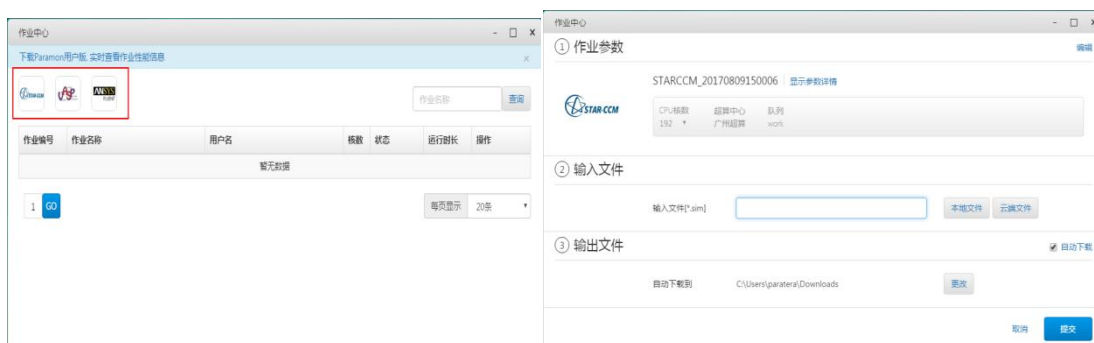 作业中心
下载Paramon用户版, 实时查看作业性能信息
STAR-CCM VASP ANSYS FLUENT
作业名称 查询
作业编号 作业名称 用户名 核数 状态 运行时长 操作
暂无数据
1 GO 每页显示 20条
作业中心
① 作业参数 编辑
STARCCM_20170809150006 显示参数详情
STAR-CCM
CPU核数 超算中心 队列
192 广州超算 work
② 输入文件
输入文件[*.sim] 本地文件 云端文件
③ 输出文件 自动下载
自动下载到 C:\Users\paratera\Downloads 更改
取消 提交